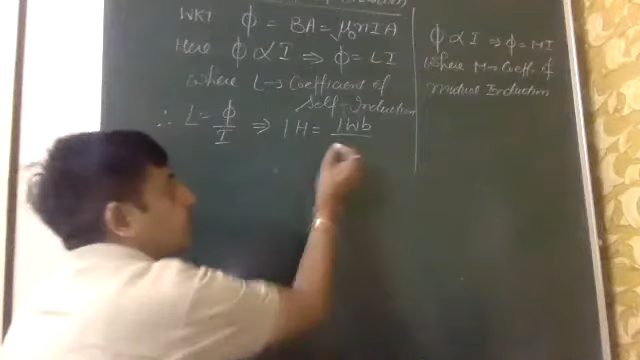 WKT ϕ = BA = μ₀nIA
Here ϕ ∝ I ⇒ ϕ = LI
where L → Coefficient of
Self-Induction
∴ L = ϕ/I ⇒ 1H = 1Wb
ϕ ∝ I ⇒ ϕ = MI
Where M → Coeff. of
Mutual Induction